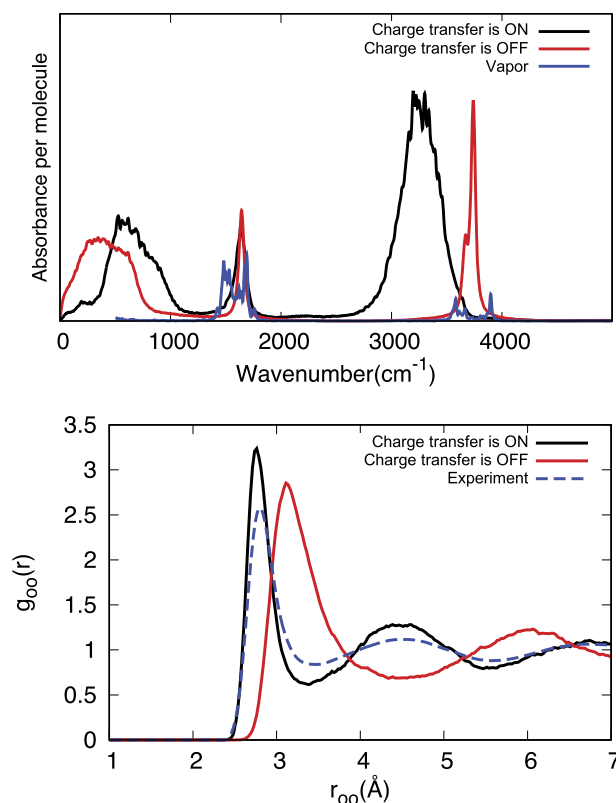 Charge transfer is ON
Charge transfer is OFF
Vapor
Absorbance per molecule
0 1000 2000 3000 4000
Wavenumber(cm⁻¹)
Charge transfer is ON
Charge transfer is OFF
Experiment
3.5
3
2.5
2
1.5
1
0.5
0
g_oo(r)
1 2 3 4 5 6 7
r_oo(Å)